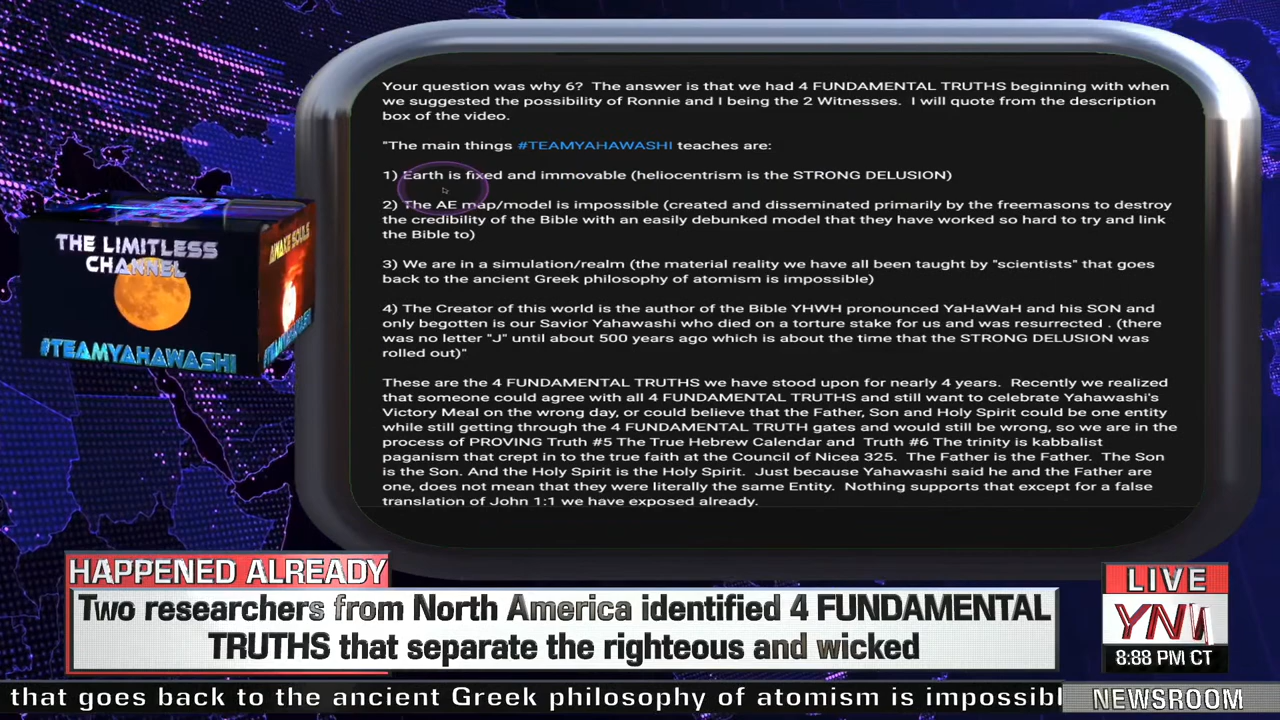 Your question was why 6?  The answer is that we had 4 FUNDAMENTAL TRUTHS beginning with when
we suggested the possibility of Ronnie and I being the 2 Witnesses.  I will quote from the description
box of the video.
"The main things #TEAMYAHAWASHI teaches are:
1) Earth is fixed and immovable (heliocentrism is the STRONG DELUSION)
2) The AE map/model is impossible (created and disseminated primarily by the freemasons to destroy
the credibility of the Bible with an easily debunked model that they have worked so hard to try and link
the Bible to)
3) We are in a simulation/realm (the material reality we have all been taught by "scientists" that goes
back to the ancient Greek philosophy of atomism is impossible)
4) The Creator of this world is the author of the Bible YHWH pronounced YaHaWaH and his SON and
only begotten is our Savior Yahawashi who died on a torture stake for us and was resurrected . (there
was no letter "J" until about 500 years ago which is about the time that the STRONG DELUSION was
rolled out)"
These are the 4 FUNDAMENTAL TRUTHS we have stood upon for nearly 4 years.  Recently we realized
that someone could agree with all 4 FUNDAMENTAL TRUTHS and still want to celebrate Yahawashi's
Victory Meal on the wrong day, or could believe that the Father, Son and Holy Spirit could be one entity
while still getting through the 4 FUNDAMENTAL TRUTH gates and would still be wrong, so we are in the
process of PROVING Truth #5 The True Hebrew Calendar and  Truth #6 The trinity is kabbalist
paganism that crept in to the true faith at the Council of Nicea 325.  The Father is the Father.  The Son
is the Son.  And the Holy Spirit is the Holy Spirit.  Just because Yahawashi said he and the Father are
one, does not mean that they were literally the same Entity.  Nothing supports that except for a false
translation of John 1:1 we have exposed already.
THE LIMITLESS
CHANNEL
#TEAMYAHAWASHI
AWAKE SOULS
HAPPENED ALREADY
Two researchers from North America identified 4 FUNDAMENTAL
TRUTHS that separate the righteous and wicked
LIVE
YNN
8:88 PM CT
that goes back to the ancient Greek philosophy of atomism is impossibl
NEWSROOM